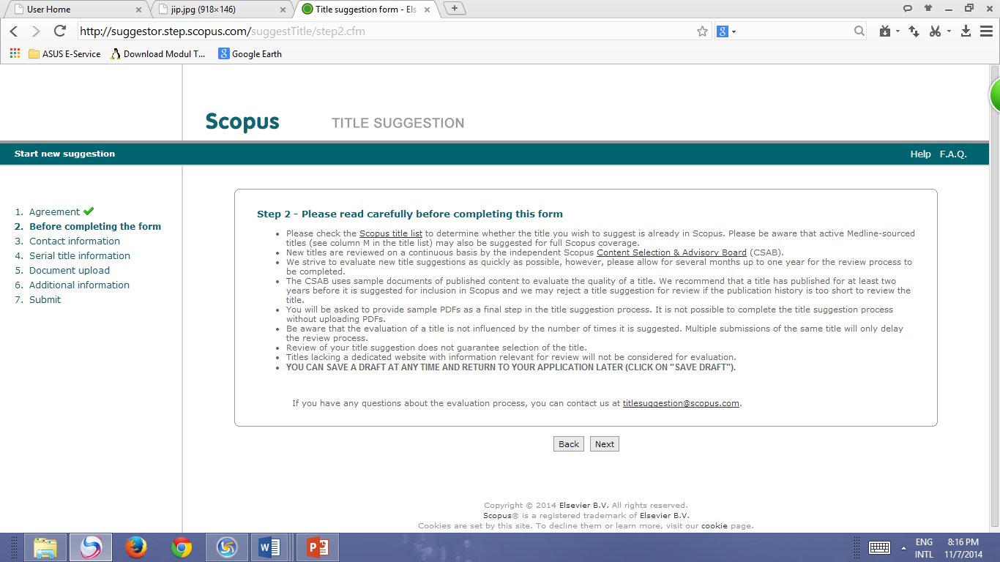 User Home
jip.jpg (918×146)
Title suggestion form - Els
http://suggestor.step.scopus.com/suggestTitle/step2.cfm
ASUS E-Service
Download Modul T...
Google Earth
Scopus
TITLE SUGGESTION
Start new suggestion
Help
F.A.Q.
1. Agreement
2. Before completing the form
3. Contact information
4. Serial title information
5. Document upload
6. Additional information
7. Submit
Step 2 - Please read carefully before completing this form
• Please check the Scopus title list to determine whether the title you wish to suggest is already in Scopus. Please be aware that active Medline-sourced
titles (see column M in the title list) may also be suggested for full Scopus coverage.
• New titles are reviewed on a continuous basis by the independent Scopus Content Selection & Advisory Board (CSAB).
• We strive to evaluate new title suggestions as quickly as possible, however, please allow for several months up to one year for the review process to
be completed.
• The CSAB uses sample documents of published content to evaluate the quality of a title. We recommend that a title has published for at least two
years before it is suggested for inclusion in Scopus and we may reject a title suggestion for review if the publication history is too short to review the
title.
• You will be asked to provide sample PDFs as a final step in the title suggestion process. It is not possible to complete the title suggestion process
without uploading PDFs.
• Be aware that the evaluation of a title is not influenced by the number of times it is suggested. Multiple submissions of the same title will only delay
the review process.
• Review of your title suggestion does not guarantee selection of the title.
• Titles lacking a dedicated website with information relevant for review will not be considered for evaluation.
• YOU CAN SAVE A DRAFT AT ANY TIME AND RETURN TO YOUR APPLICATION LATER (CLICK ON "SAVE DRAFT").
If you have any questions about the evaluation process, you can contact us at titlesuggestion@scopus.com.
Back
Next
Copyright © 2014 Elsevier B.V. All rights reserved.
Scopus® is a registered trademark of Elsevier B.V.
Cookies are set by this site. To decline them or learn more, visit our cookie page.
ENG
INTL
8:16 PM
11/7/2014